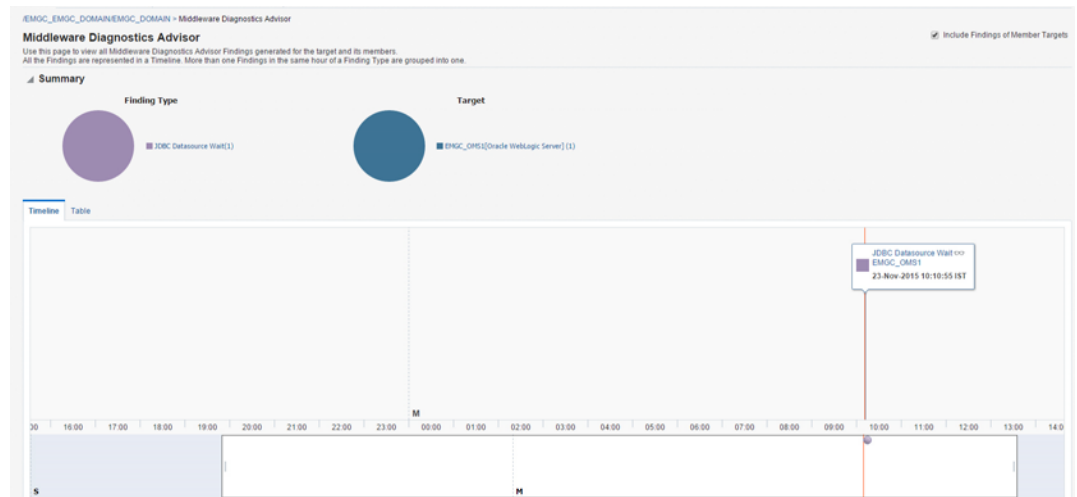 /EMGC_EMGC_DOMAIN/EMGC_DOMAIN > Middleware Diagnostics Advisor
Middleware Diagnostics Advisor
Include Findings of Member Targets
Use this page to view all Middleware Diagnostics Advisor Findings generated for the target and its members.
All the Findings are represented in a Timeline. More than one Findings in the same hour of a Finding Type are grouped into one.
Summary
Finding Type
Target
JDBC Datasource Wait(1)
EMGC_OMS1[Oracle WebLogic Server] (1)
Timeline Table
JDBC Datasource Wait
EMGC_OMS1
23-Nov-2015 10:10:55 IST
M
00 16:00 17:00 18:00 19:00 20:00 21:00 22:00 23:00 00:00 01:00 02:00 03:00 04:00 05:00 06:00 07:00 08:00 09:00 10:00 11:00 12:00 13:00 14:0
S M